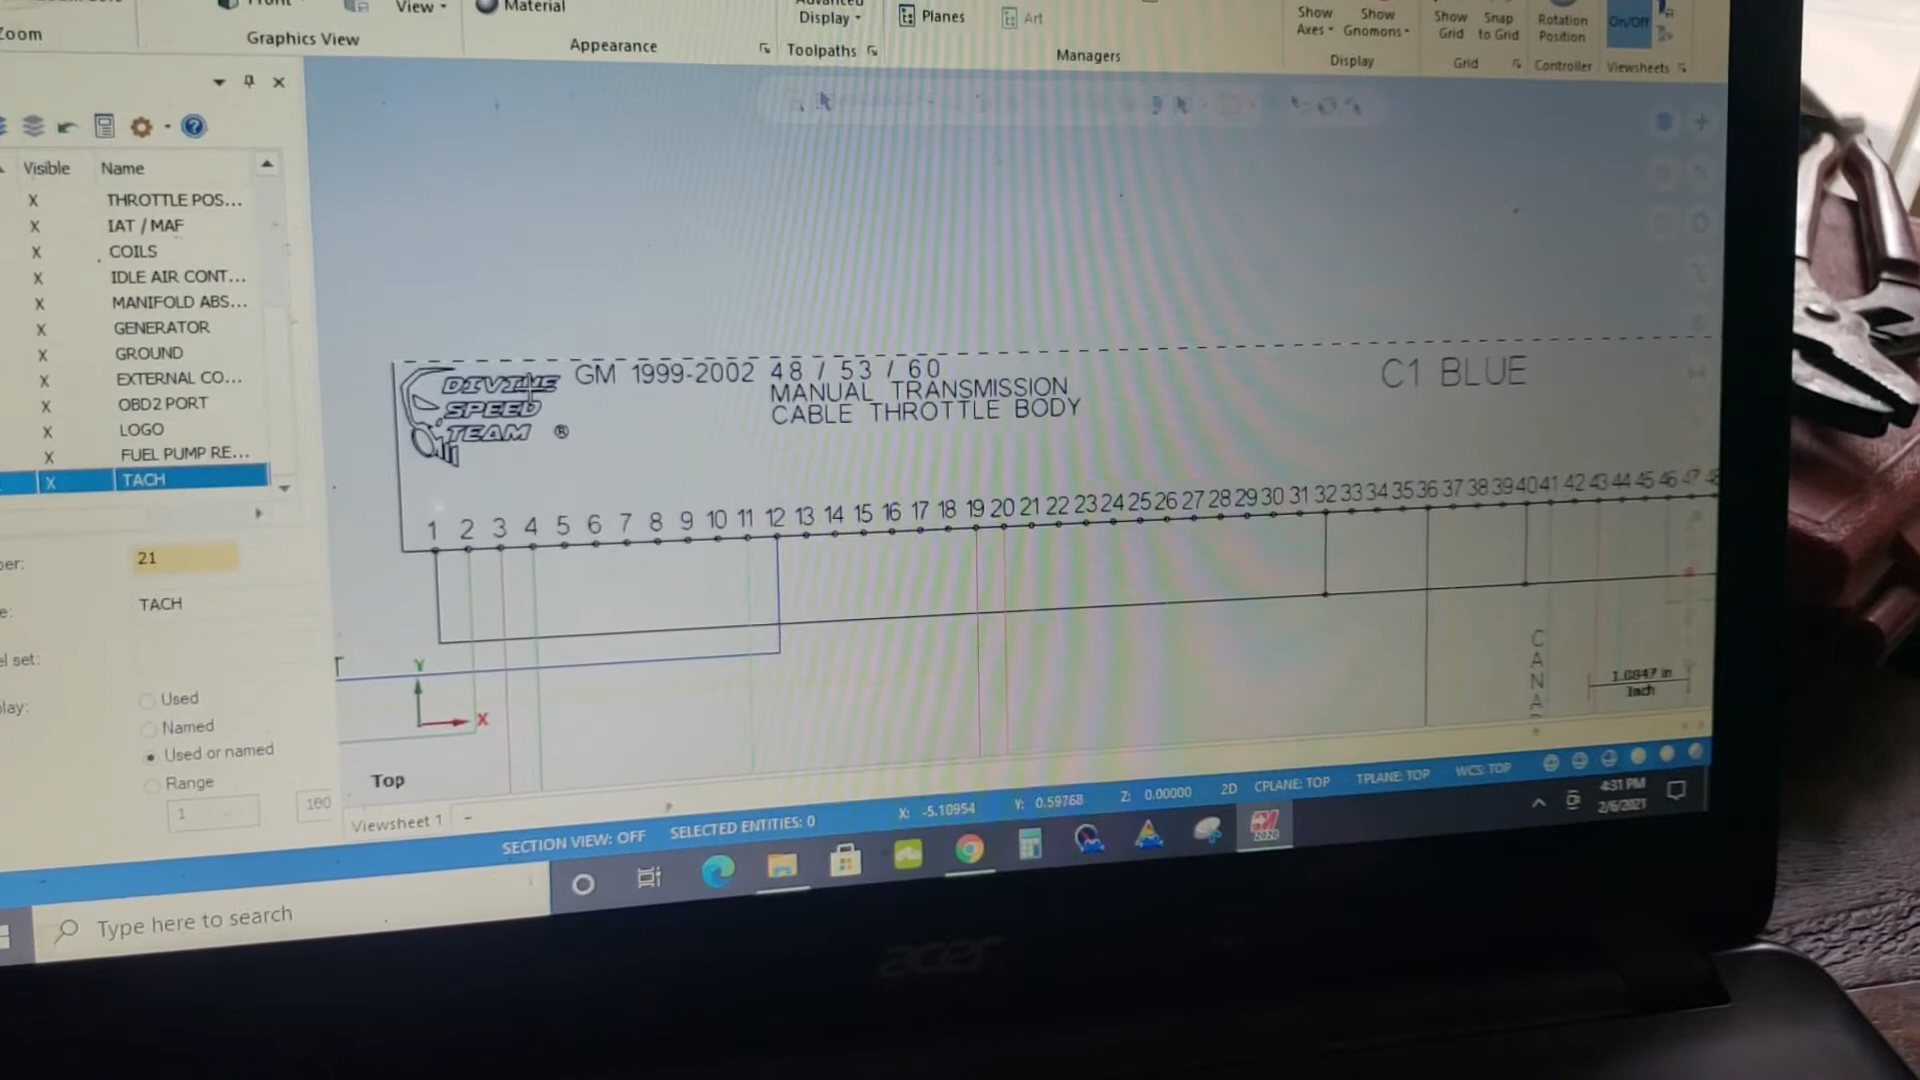 Zoom
View
Graphics View
Material
Appearance
Display
Toolpaths
Planes
Art
Managers
Show Axes
Show Gnomons
Display
Show Grid
Snap to Grid
Grid
Rotation Position
Controller
On/Off
Viewsheets
Visible Name
X THROTTLE POS...
X IAT / MAF
X COILS
X IDLE AIR CONT...
X MANIFOLD ABS...
X GENERATOR
X GROUND
X EXTERNAL CO...
X OBD2 PORT
X LOGO
X FUEL PUMP RE...
X TACH
21
TACH
Used
Named
Used or named
Range
1
100
DIVINE SPEED TEAM ®
GM 1999-2002 48 / 53 / 60
MANUAL TRANSMISSION
CABLE THROTTLE BODY
C1 BLUE
1 2 3 4 5 6 7 8 9 10 11 12 13 14 15 16 17 18 19 20 21 22 23 24 25 26 27 28 29 30 31 32 33 34 35 36 37 38 39 40 41 42 43 44 45 46 47
T
Y
X
C
A
N
A
1.0847 in
Inch
Top
Viewsheet 1
SECTION VIEW: OFF SELECTED ENTITIES: 0 X: -5.10954 Y: 0.59768 Z: 0.00000 2D CPLANE: TOP TPLANE: TOP WCS: TOP
Type here to search
2020
4:31 PM
2/6/2021
acer